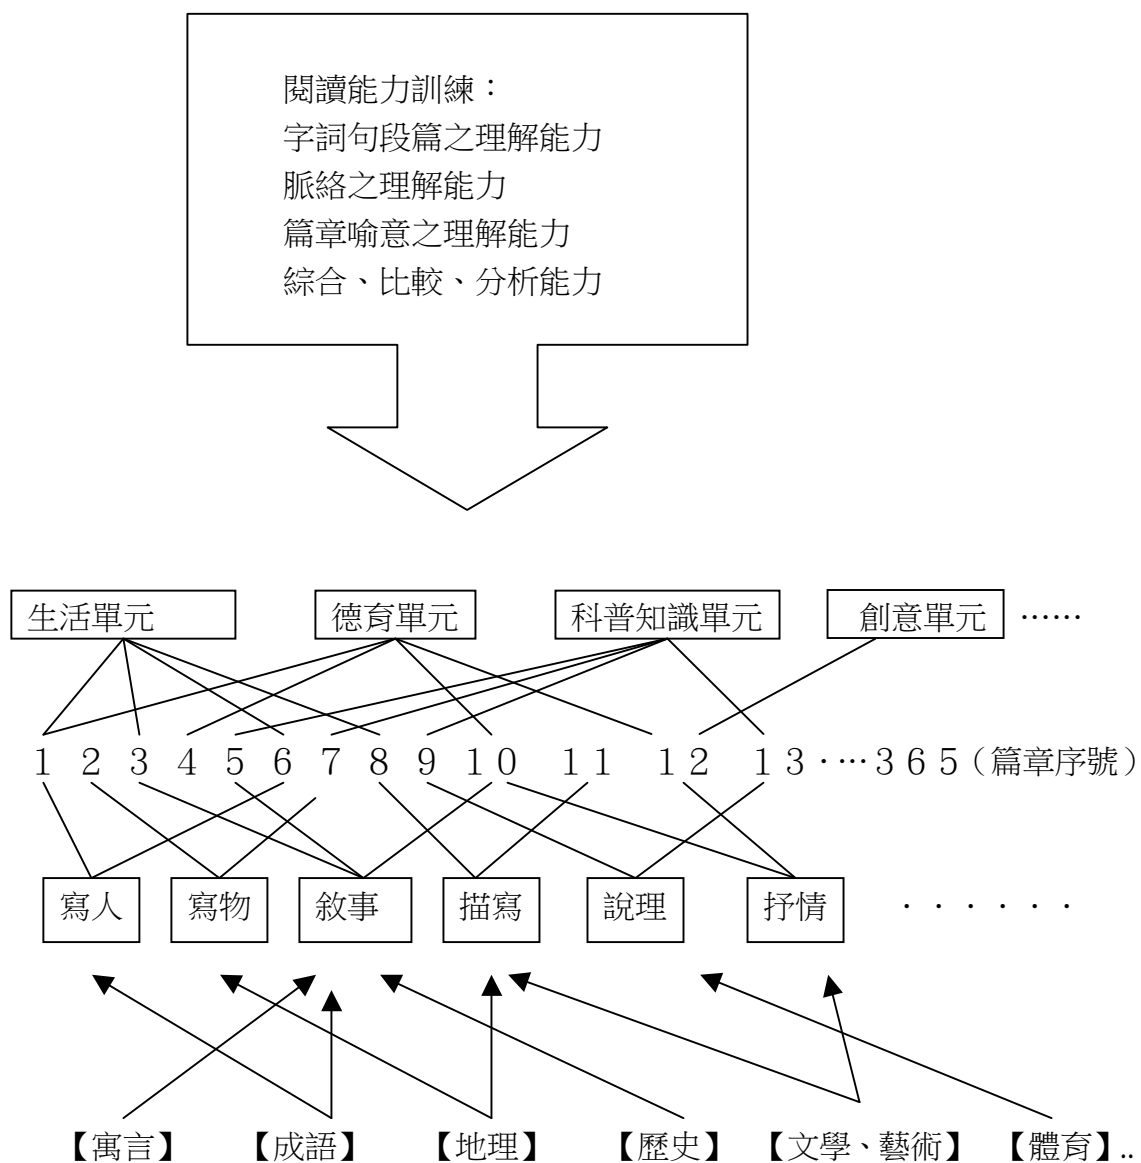 閱讀能力訓練：
字詞句段篇之理解能力
脈絡之理解能力
篇章喻意之理解能力
綜合、比較、分析能力
生活單元 德育單元 科普知識單元 創意單元 ……
１ ２ ３ ４ ５ ６ ７ ８ ９ １０ １１ １２ １３‧…３６５（篇章序號）
寫人 寫物 敘事 描寫 說理 抒情 ．．．．．．
【寓言】 【成語】 【地理】 【歷史】 【文學、藝術】 【體育】..